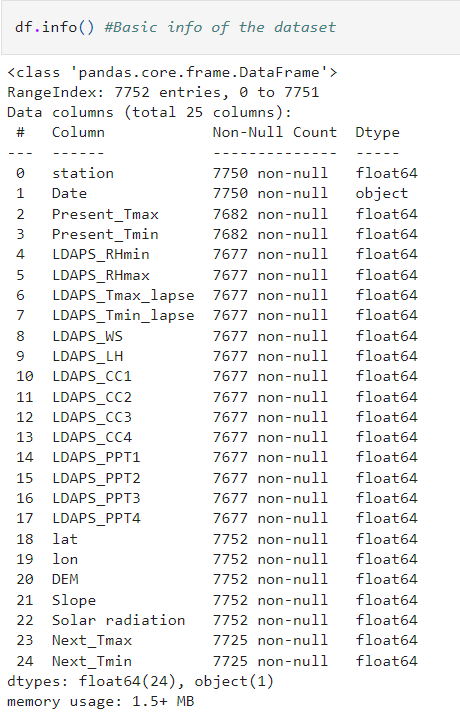 df.info() #Basic info of the dataset
<class 'pandas.core.frame.DataFrame'>
RangeIndex: 7752 entries, 0 to 7751
Data columns (total 25 columns):
 #   Column            Non-Null Count  Dtype
---  ------            --------------  -----
 0   station           7750 non-null   float64
 1   Date              7750 non-null   object
 2   Present_Tmax      7682 non-null   float64
 3   Present_Tmin      7682 non-null   float64
 4   LDAPS_RHmin       7677 non-null   float64
 5   LDAPS_RHmax       7677 non-null   float64
 6   LDAPS_Tmax_lapse  7677 non-null   float64
 7   LDAPS_Tmin_lapse  7677 non-null   float64
 8   LDAPS_WS          7677 non-null   float64
 9   LDAPS_LH          7677 non-null   float64
 10  LDAPS_CC1         7677 non-null   float64
 11  LDAPS_CC2         7677 non-null   float64
 12  LDAPS_CC3         7677 non-null   float64
 13  LDAPS_CC4         7677 non-null   float64
 14  LDAPS_PPT1        7677 non-null   float64
 15  LDAPS_PPT2        7677 non-null   float64
 16  LDAPS_PPT3        7677 non-null   float64
 17  LDAPS_PPT4        7677 non-null   float64
 18  lat               7752 non-null   float64
 19  lon               7752 non-null   float64
 20  DEM               7752 non-null   float64
 21  Slope             7752 non-null   float64
 22  Solar radiation   7752 non-null   float64
 23  Next_Tmax         7725 non-null   float64
 24  Next_Tmin         7725 non-null   float64
dtypes: float64(24), object(1)
memory usage: 1.5+ MB